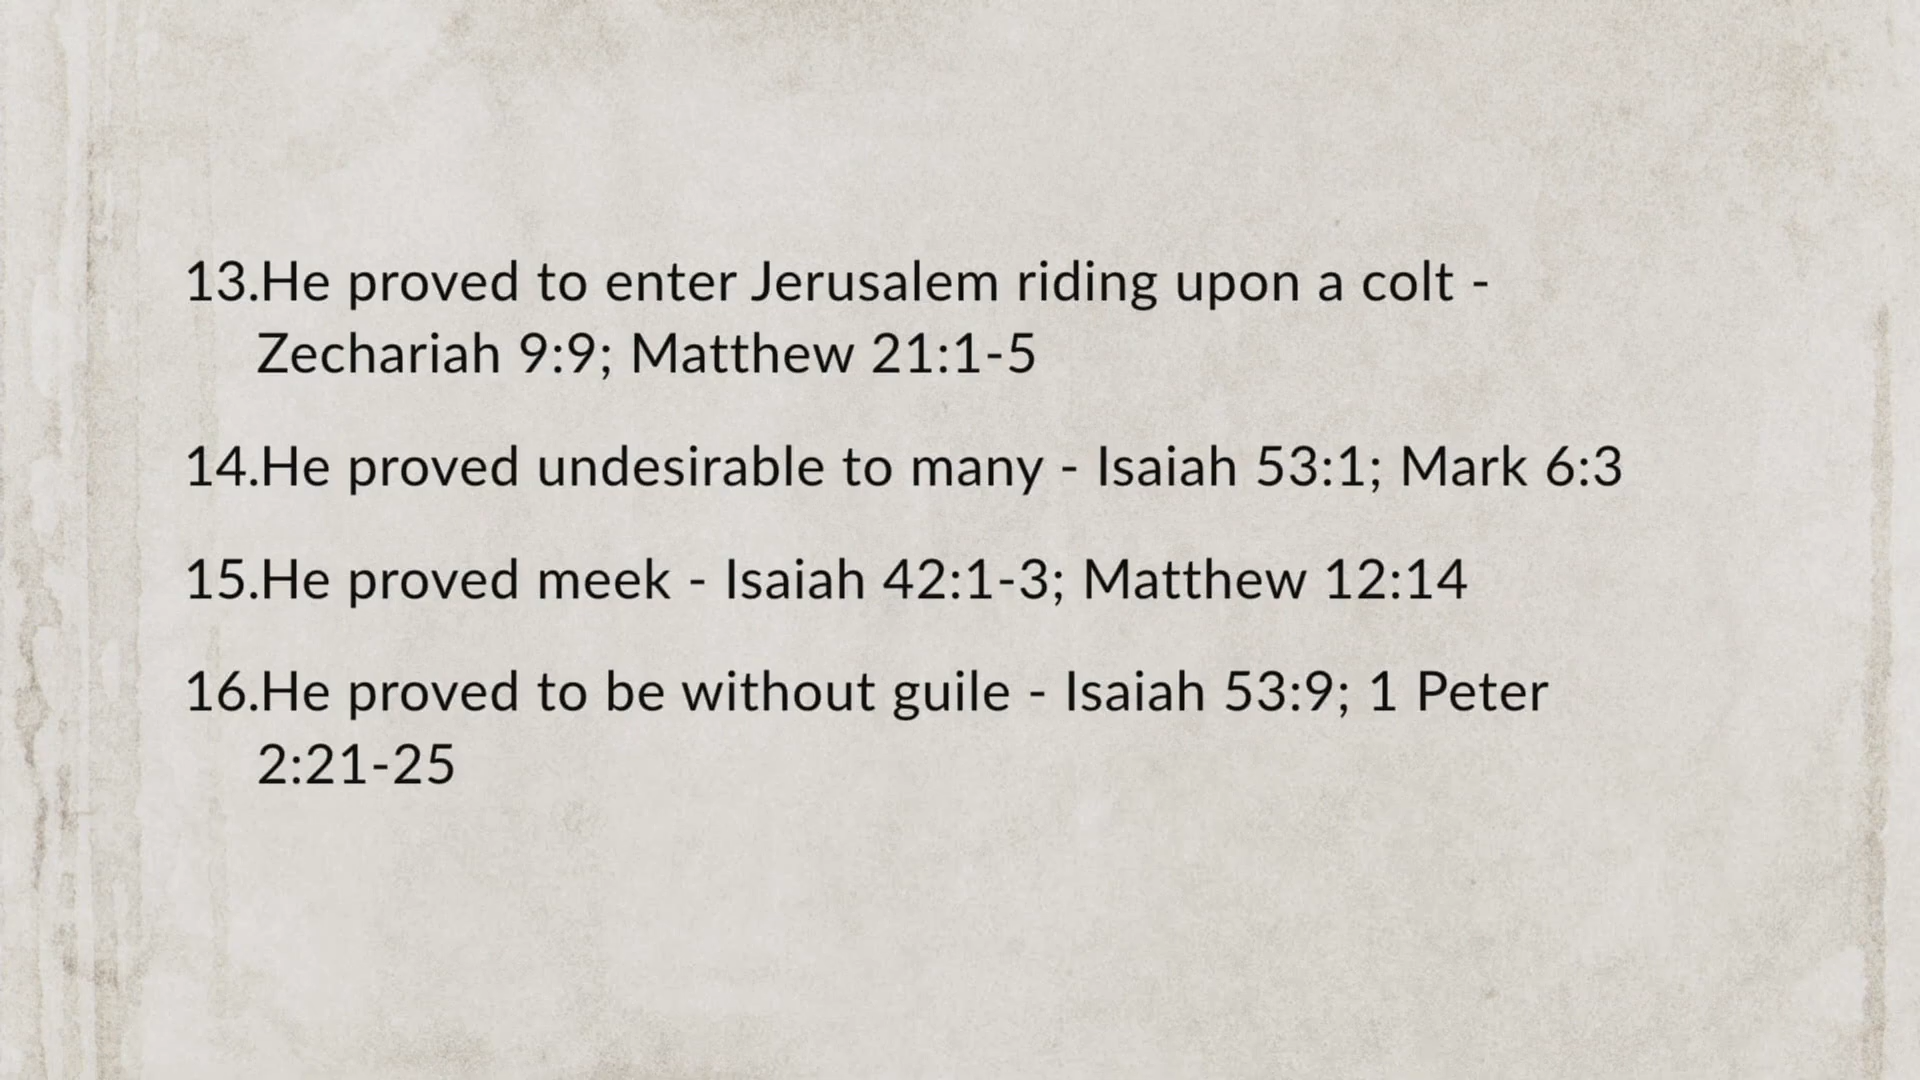 13.He proved to enter Jerusalem riding upon a colt -
Zechariah 9:9; Matthew 21:1-5
14.He proved undesirable to many - Isaiah 53:1; Mark 6:3
15.He proved meek - Isaiah 42:1-3; Matthew 12:14
16.He proved to be without guile - Isaiah 53:9; 1 Peter
2:21-25